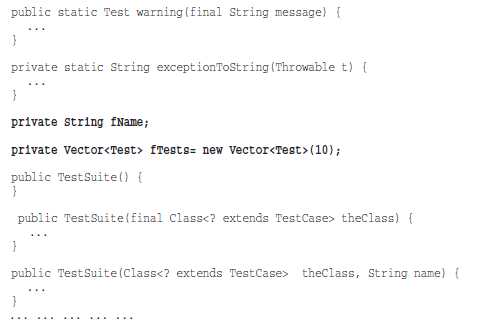 public static Test warning(final String message) {
...
}
private static String exceptionToString(Throwable t) {
...
}
private String fName;
private Vector<Test> fTests= new Vector<Test>(10);
public TestSuite() {
}
public TestSuite(final Class<? extends TestCase> theClass) {
...
}
public TestSuite(Class<? extends TestCase>  theClass, String name) {
...
}
... ... ... ... ...